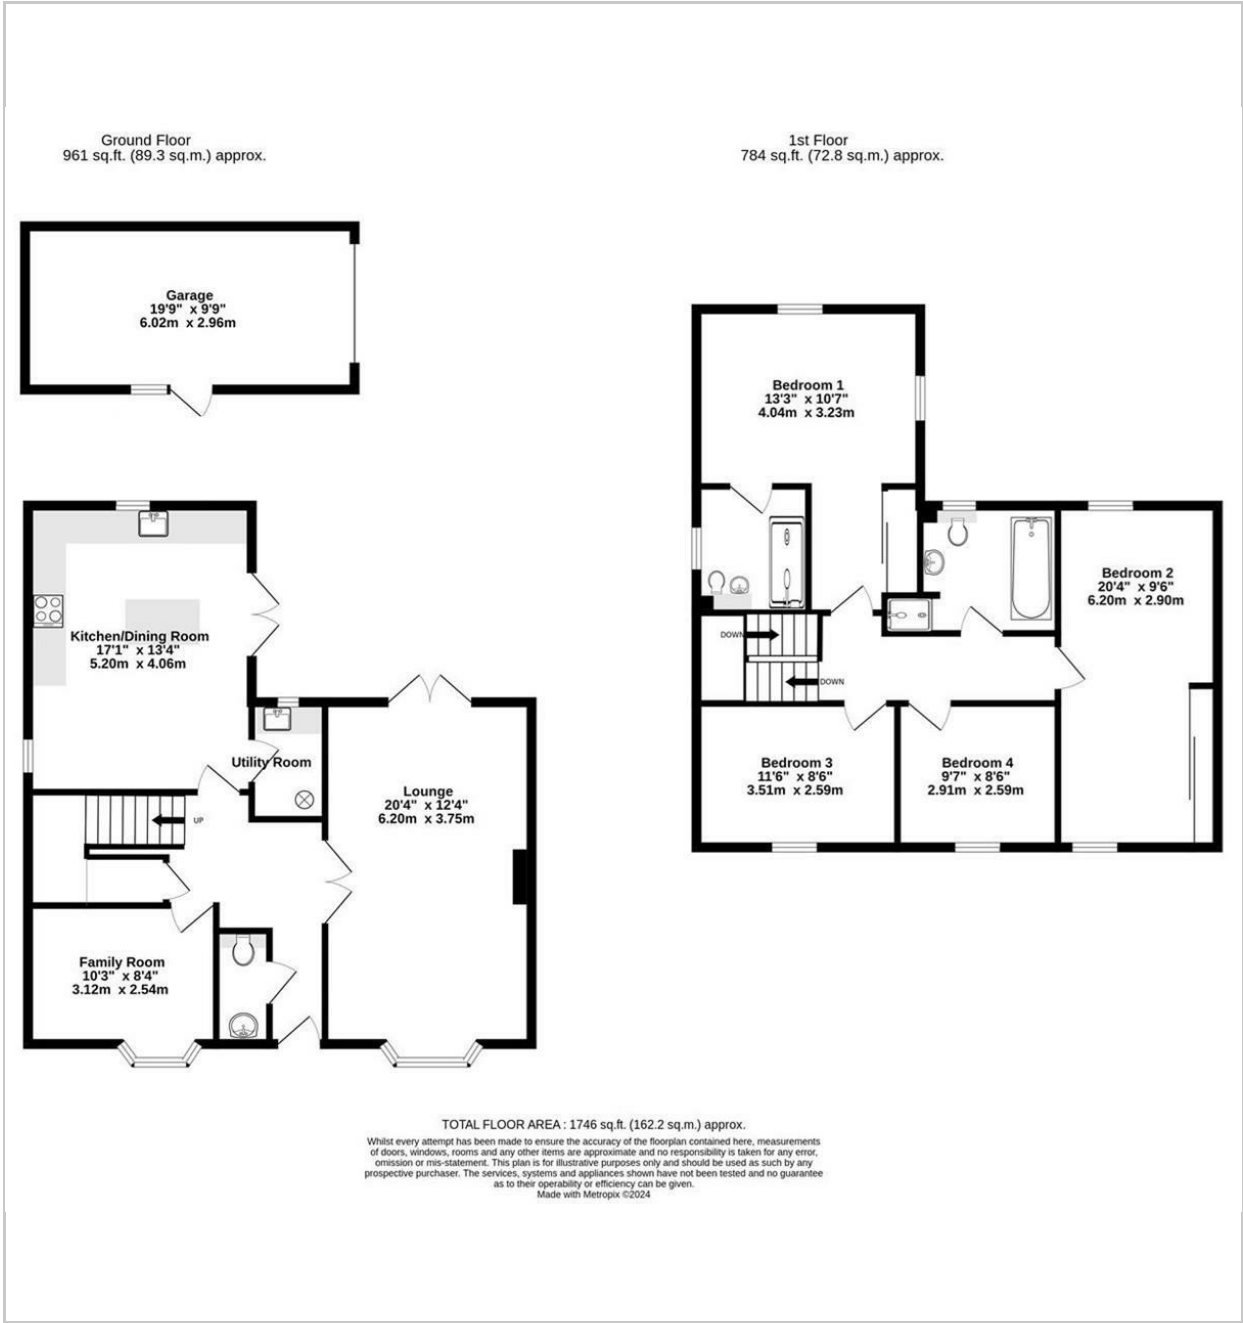 Ground Floor
961 sq.ft. (89.3 sq.m.) approx.
1st Floor
784 sq.ft. (72.8 sq.m.) approx.
Garage
19'9" x 9'9"
6.02m x 2.96m
Bedroom 1
13'3" x 10'7"
4.04m x 3.23m
Bedroom 2
20'4" x 9'6"
6.20m x 2.90m
Kitchen/Dining Room
17'1" x 13'4"
5.20m x 4.06m
DOWN
DOWN
Utility Room
Bedroom 3
11'6" x 8'6"
3.51m x 2.59m
Bedroom 4
9'7" x 8'6"
2.91m x 2.59m
Lounge
20'4" x 12'4"
6.20m x 3.75m
UP
Family Room
10'3" x 8'4"
3.12m x 2.54m
TOTAL FLOOR AREA : 1746 sq.ft. (162.2 sq.m.) approx.
Whilst every attempt has been made to ensure the accuracy of the floorplan contained here, measurements
of doors, windows, rooms and any other items are approximate and no responsibility is taken for any error,
omission or mis-statement. This plan is for illustrative purposes only and should be used as such by any
prospective purchaser. The services, systems and appliances shown have not been tested and no guarantee
as to their operability or efficiency can be given.
Made with Metropix ©2024